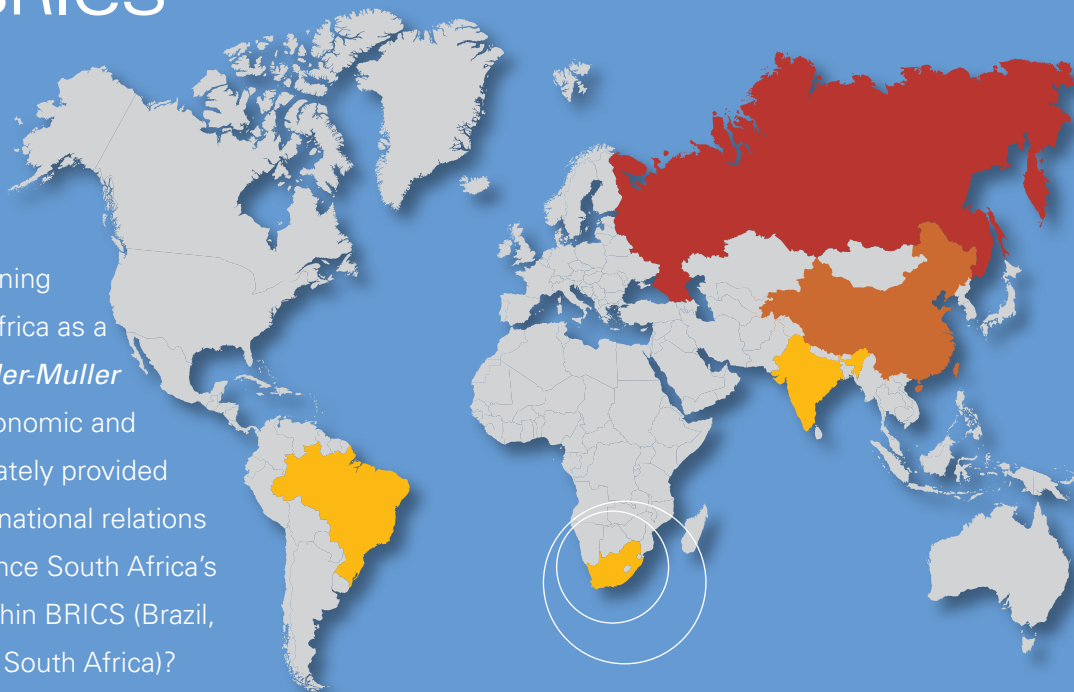 BRICS
ning
frica as a
ler-Muller
onomic and
ately provided
national relations
nce South Africa's
hin BRICS (Brazil,
South Africa)?